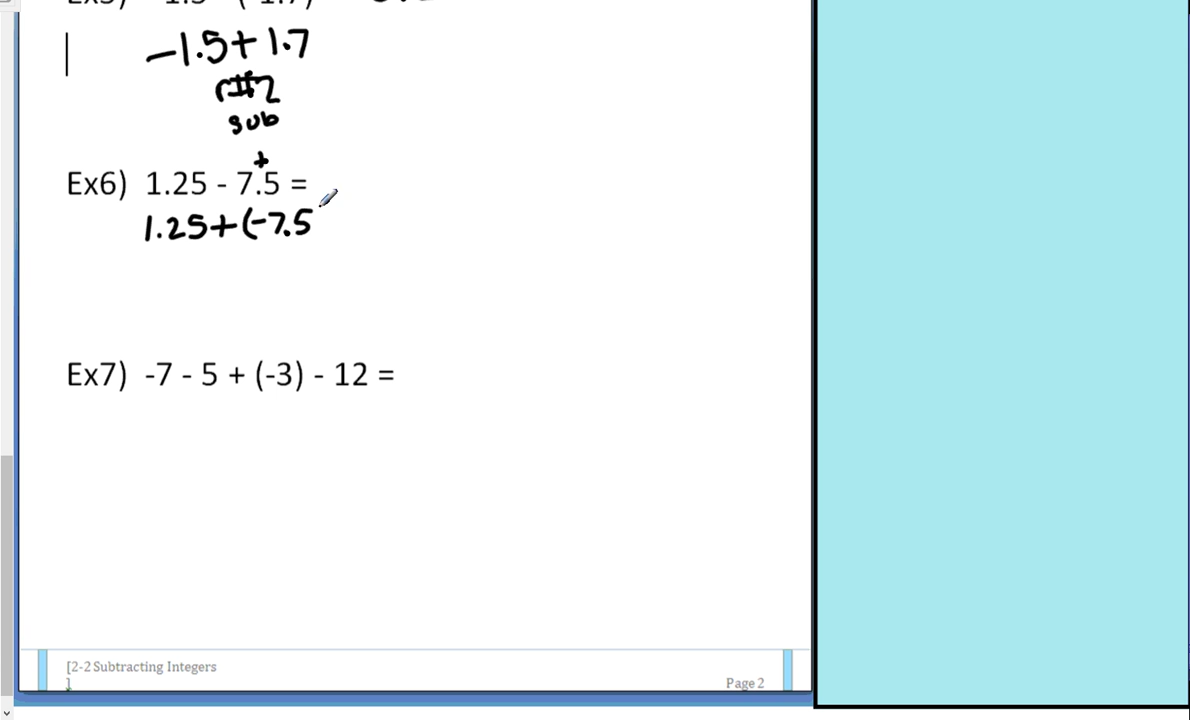 -1.5+1.7
r#2
sub
+
Ex6) 1.25 - 7.5 =
1.25+(-7.5
Ex7) -7 - 5 + (-3) - 12 =
[2-2 Subtracting Integers
]
Page 2